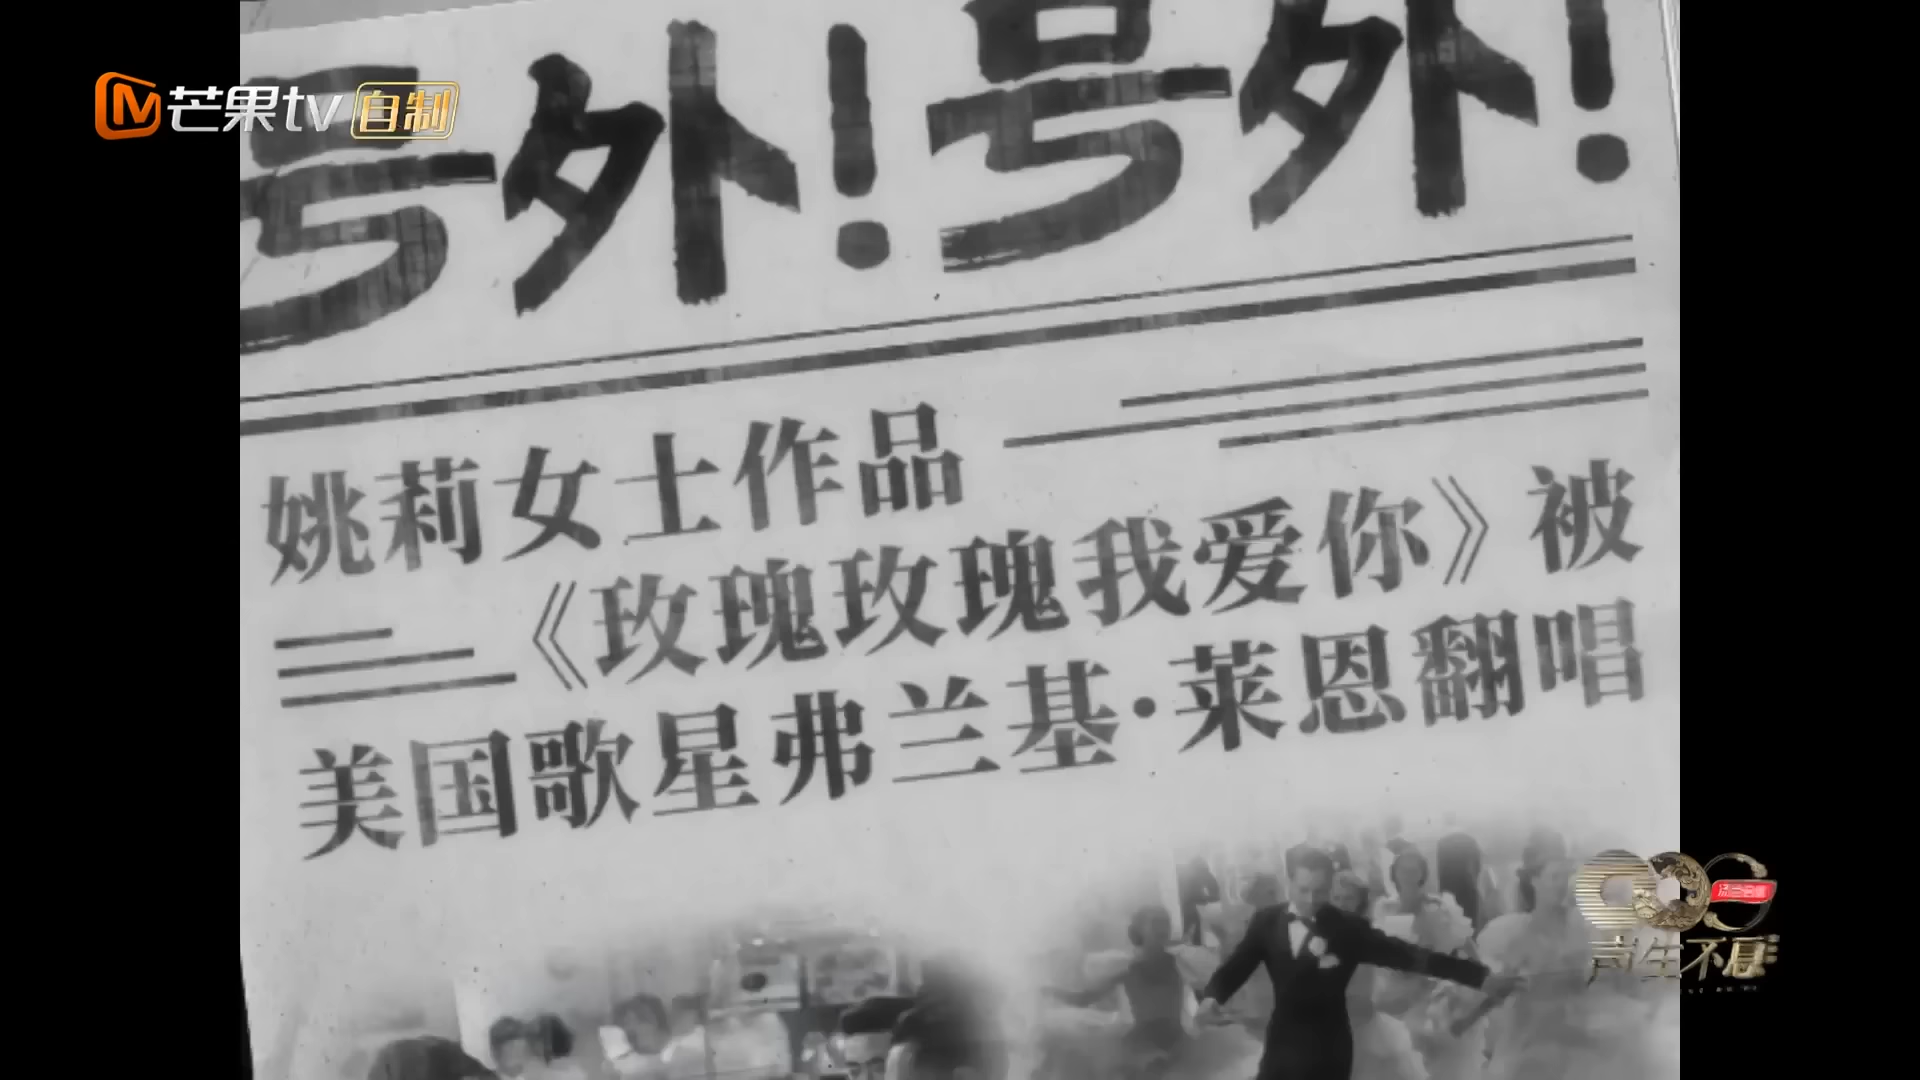 芒果tv 自制
号外！号外！
姚莉女士作品
《玫瑰玫瑰我爱你》被
美国歌星弗兰基·莱恩翻唱
声生不息